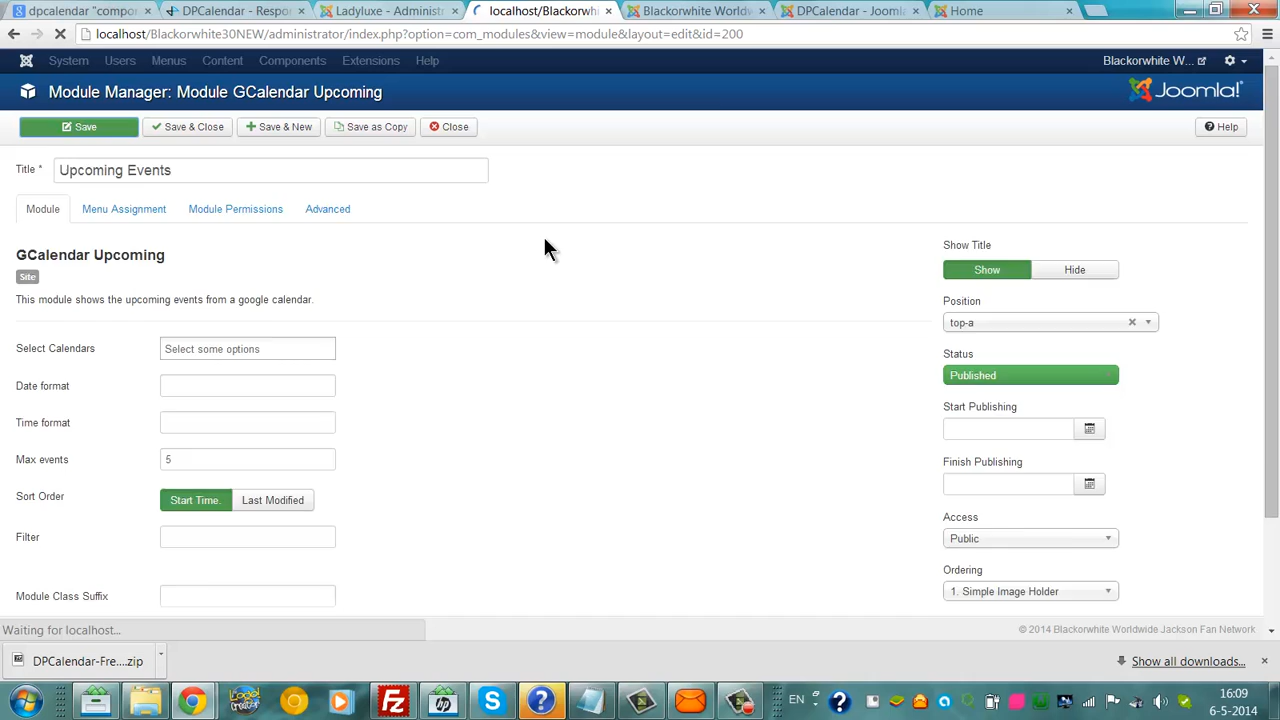 dpcalendar "compon
DPCalendar - Respo
Ladyluxe - Administra
localhost/Blackorwhi
Blackorwhite Worldw
DPCalendar - Joomla
Home
localhost/Blackorwhite30NEW/administrator/index.php?option=com_modules&view=module&layout=edit&id=200
System Users Menus Content Components Extensions Help
Blackorwhite W...
Module Manager: Module GCalendar Upcoming
Joomla!
Save
Save & Close
Save & New
Save as Copy
Close
Help
Title *
Upcoming Events
Module
Menu Assignment
Module Permissions
Advanced
GCalendar Upcoming
Site
This module shows the upcoming events from a google calendar.
Select Calendars
Select some options
Date format
Time format
Max events
5
Sort Order
Start Time.
Last Modified
Filter
Module Class Suffix
Show Title
Show
Hide
Position
top-a
Status
Published
Start Publishing
Finish Publishing
Access
Public
Ordering
1. Simple Image Holder
Waiting for localhost...
© 2014 Blackorwhite Worldwide Jackson Fan Network
DPCalendar-Fre....zip
Show all downloads...
EN
16:09
6-5-2014